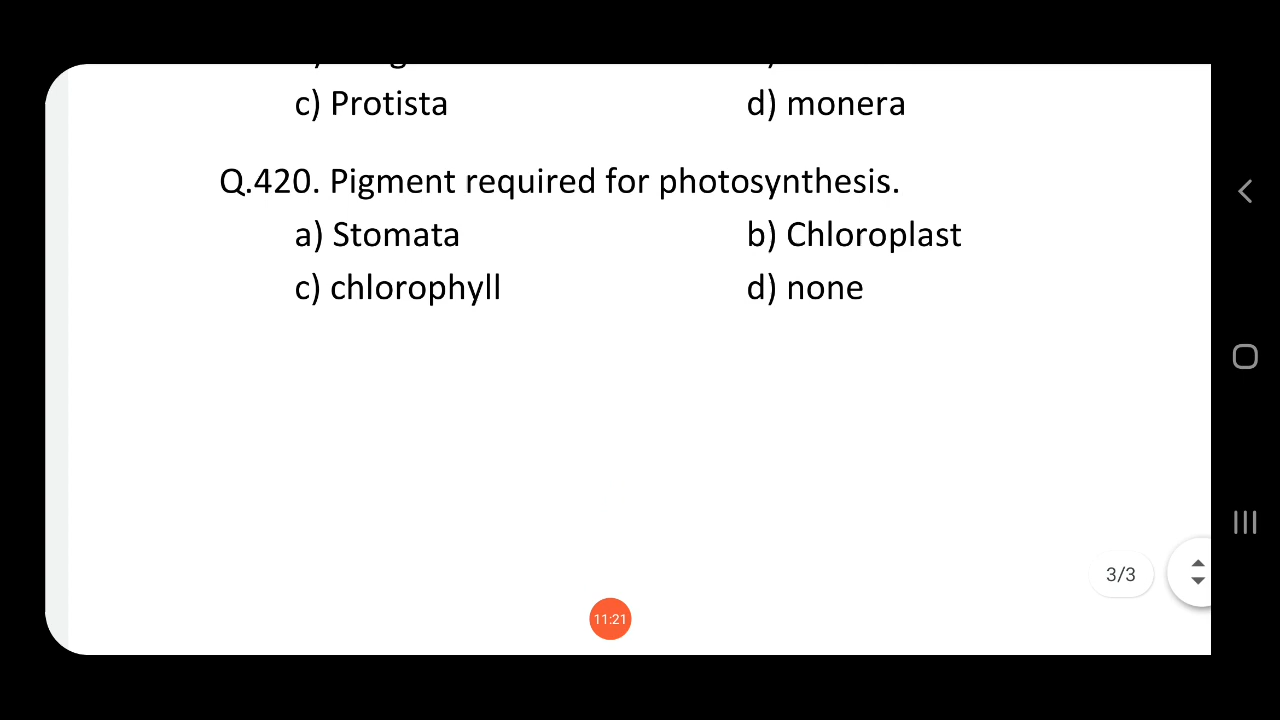 c) Protista d) monera
Q.420. Pigment required for photosynthesis.
a) Stomata b) Chloroplast
c) chlorophyll d) none
3/3
11:21